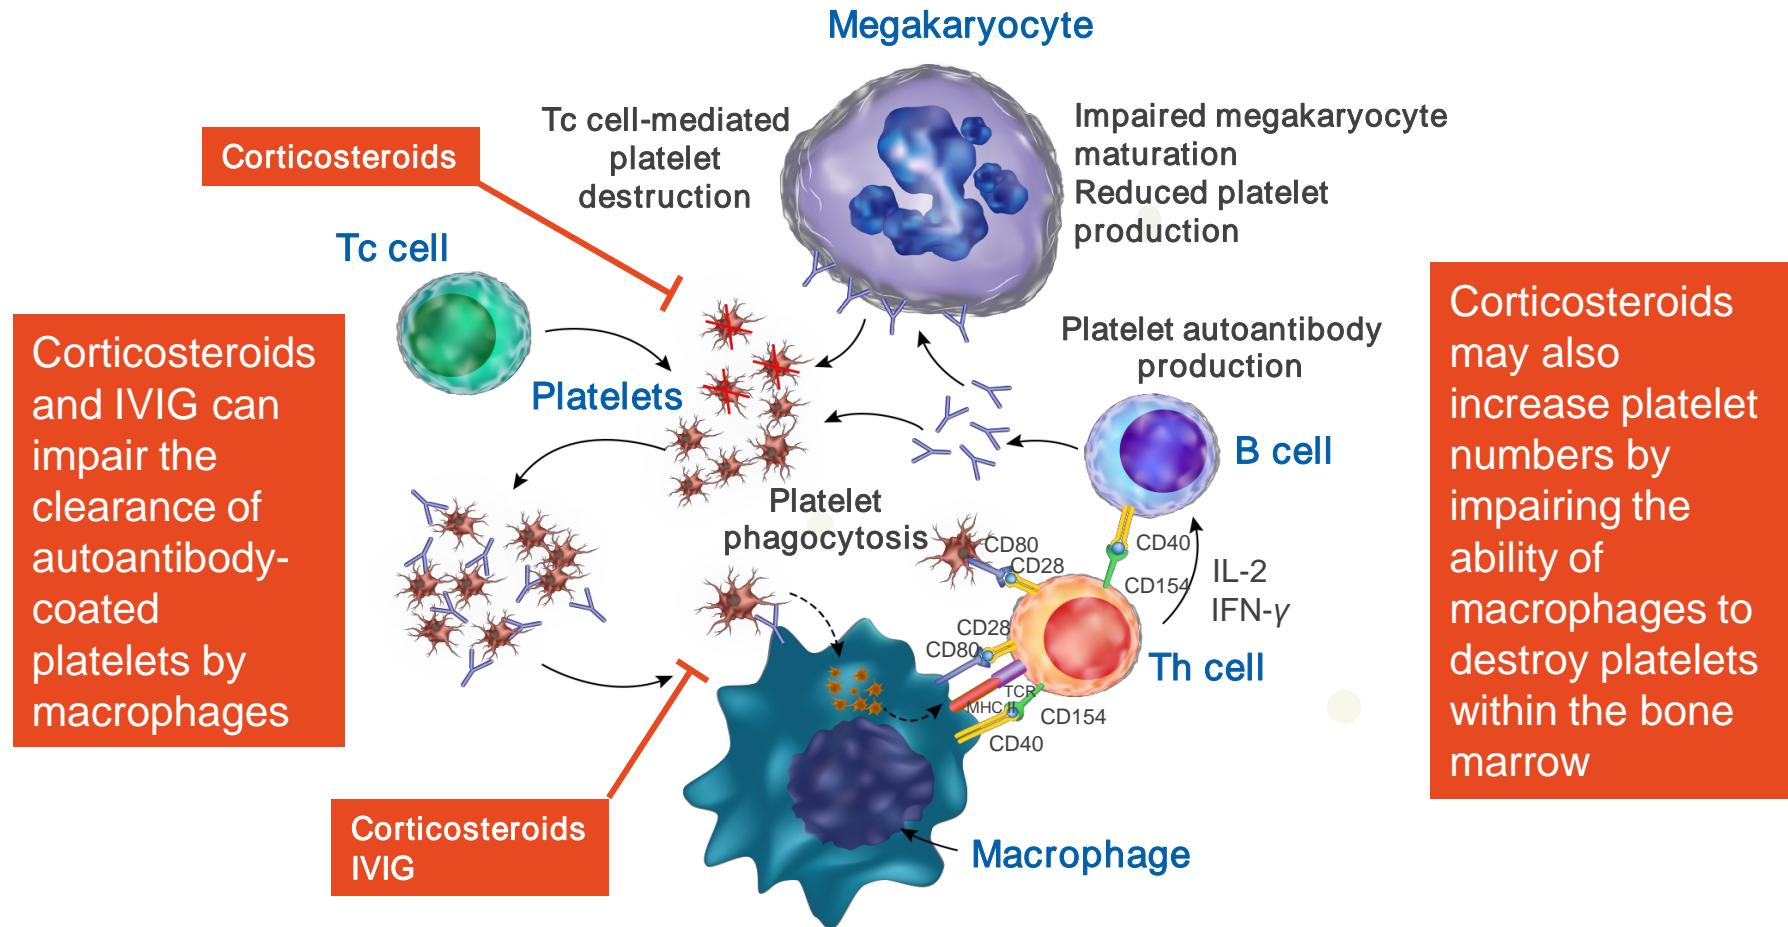 Megakaryocyte
Tc cell-mediated
platelet
destruction
Impaired megakaryocyte
maturation
Reduced platelet
production
Corticosteroids
Tc cell
Corticosteroids
and IVIG can
impair the
clearance of
autoantibody-
coated
platelets by
macrophages
Platelets
Platelet autoantibody
production
B cell
Corticosteroids
may also
increase platelet
numbers by
impairing the
ability of
macrophages to
destroy platelets
within the bone
marrow
Platelet
phagocytosis
CD80
CD28
CD40
CD154
IL-2
IFN-γ
CD28
CD80
Th cell
TCR
MHC II
CD154
CD40
Corticosteroids
IVIG
Macrophage